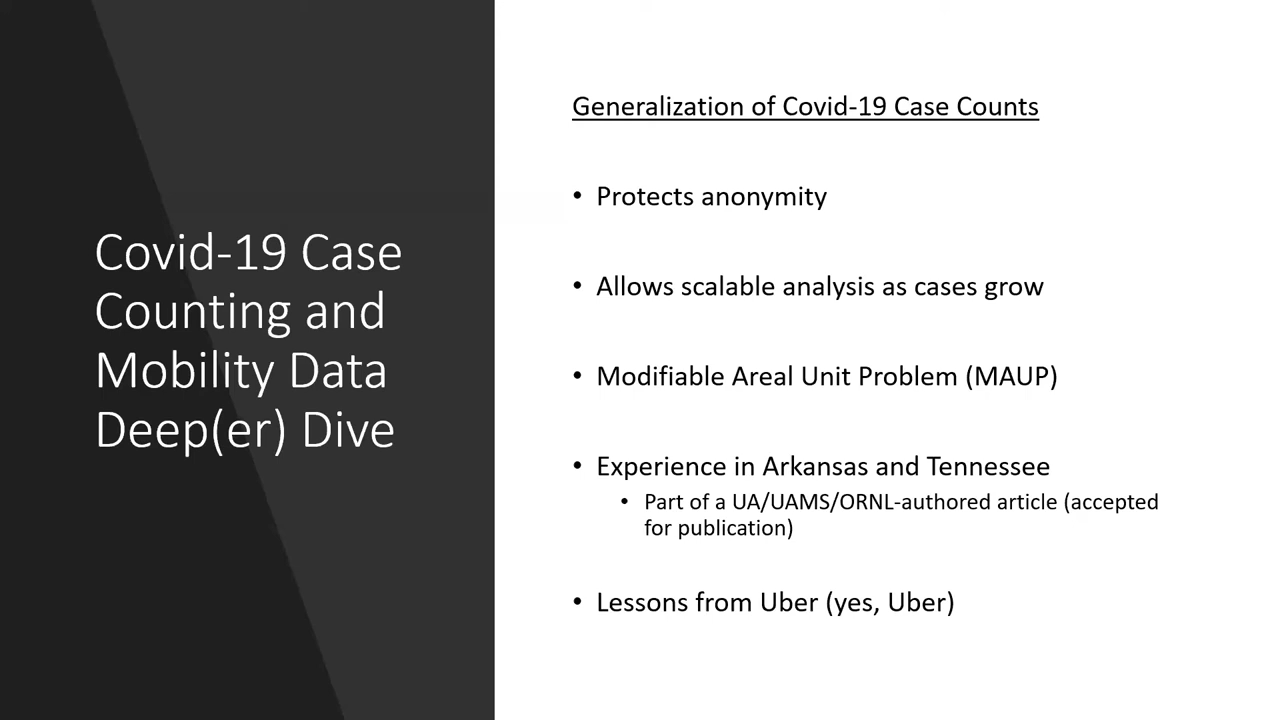 Covid-19 Case
Counting and
Mobility Data
Deep(er) Dive
Generalization of Covid-19 Case Counts
• Protects anonymity
• Allows scalable analysis as cases grow
• Modifiable Areal Unit Problem (MAUP)
• Experience in Arkansas and Tennessee
• Part of a UA/UAMS/ORNL-authored article (accepted
for publication)
• Lessons from Uber (yes, Uber)